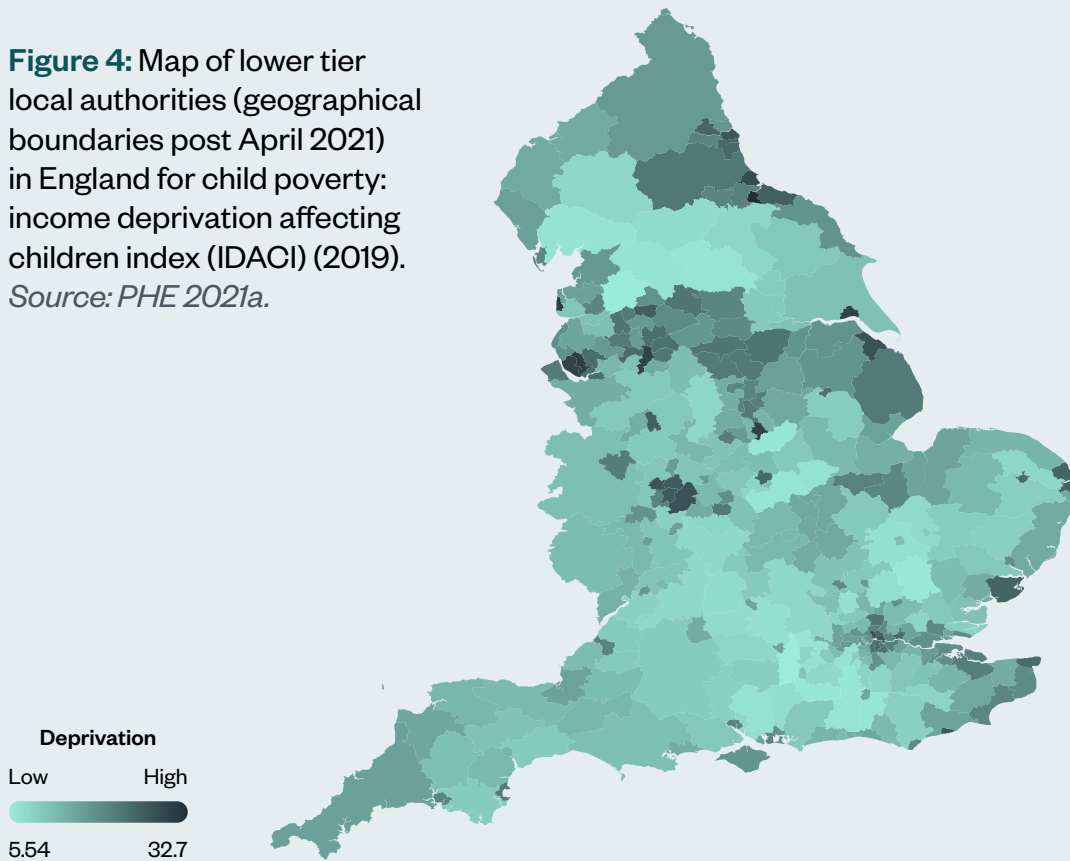 Figure 4: Map of lower tier
local authorities (geographical
boundaries post April 2021)
in England for child poverty:
income deprivation affecting
children index (IDACI) (2019).
Source: PHE 2021a.
Deprivation
Low High
5.54 32.7